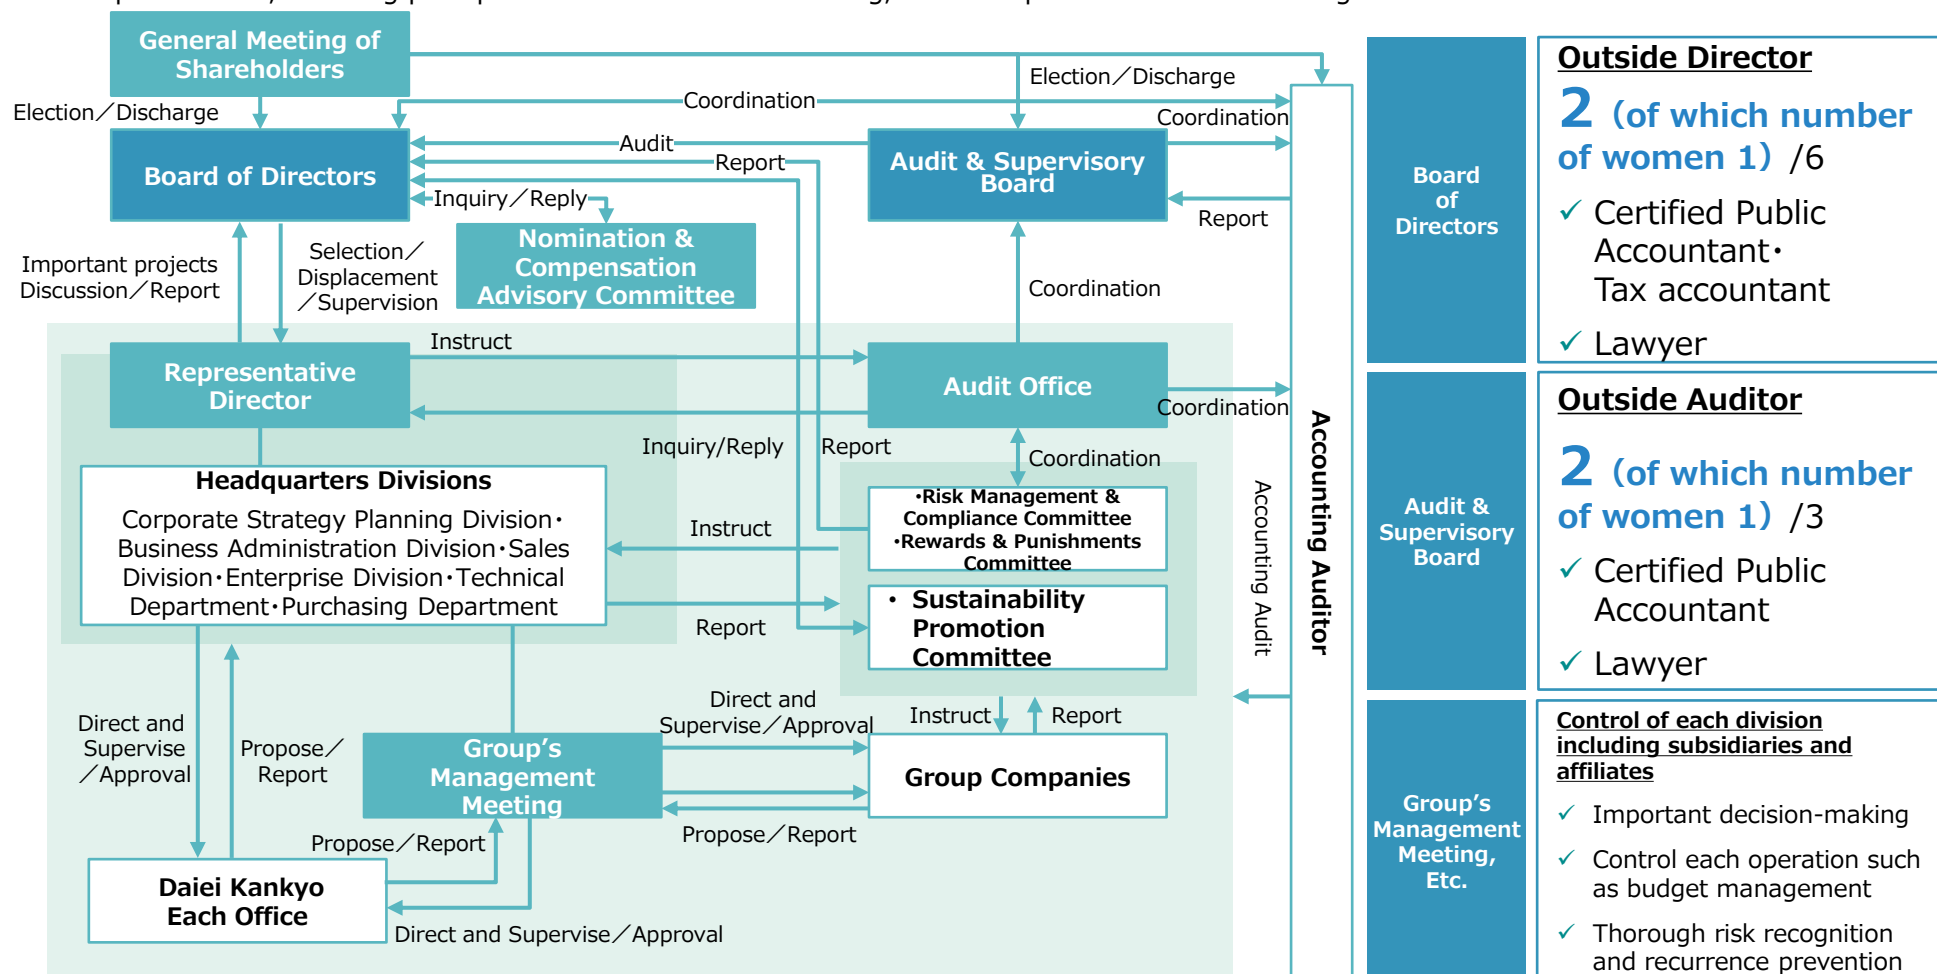 General Meeting of
Shareholders
Election／Discharge
Election／Discharge
Coordination
Coordination
Audit
Report
Board of Directors
Audit & Supervisory
Board
Inquiry／Reply
Report
Nomination &
Compensation
Advisory Committee
Important projects
Discussion／Report
Selection／
Displacement
／Supervision
Coordination
Instruct
Representative
Director
Audit Office
Coordination
Inquiry/Reply
Report
Coordination
Headquarters Divisions
Corporate Strategy Planning Division・
Business Administration Division・Sales
Division・Enterprise Division・Technical
Department・Purchasing Department
Instruct
Report
・Risk Management &
Compliance Committee
・Rewards & Punishments
Committee
• Sustainability
Promotion
Committee
Accounting Audit
Accounting Auditor
Direct and
Supervise
／Approval
Propose／
Report
Direct and
Supervise／Approval
Instruct
Report
Group’s
Management
Meeting
Group Companies
Propose／Report
Propose／Report
Daiei Kankyo
Each Office
Direct and Supervise／Approval
Board
of
Directors
Outside Director
2（of which number
of women 1）/6
✓ Certified Public
Accountant・
Tax accountant
✓ Lawyer
Audit &
Supervisory
Board
Outside Auditor
2（of which number
of women 1）/3
✓ Certified Public
Accountant
✓ Lawyer
Group’s
Management
Meeting,
Etc.
Control of each division
including subsidiaries and
affiliates
✓ Important decision-making
✓ Control each operation such
as budget management
✓ Thorough risk recognition
and recurrence prevention